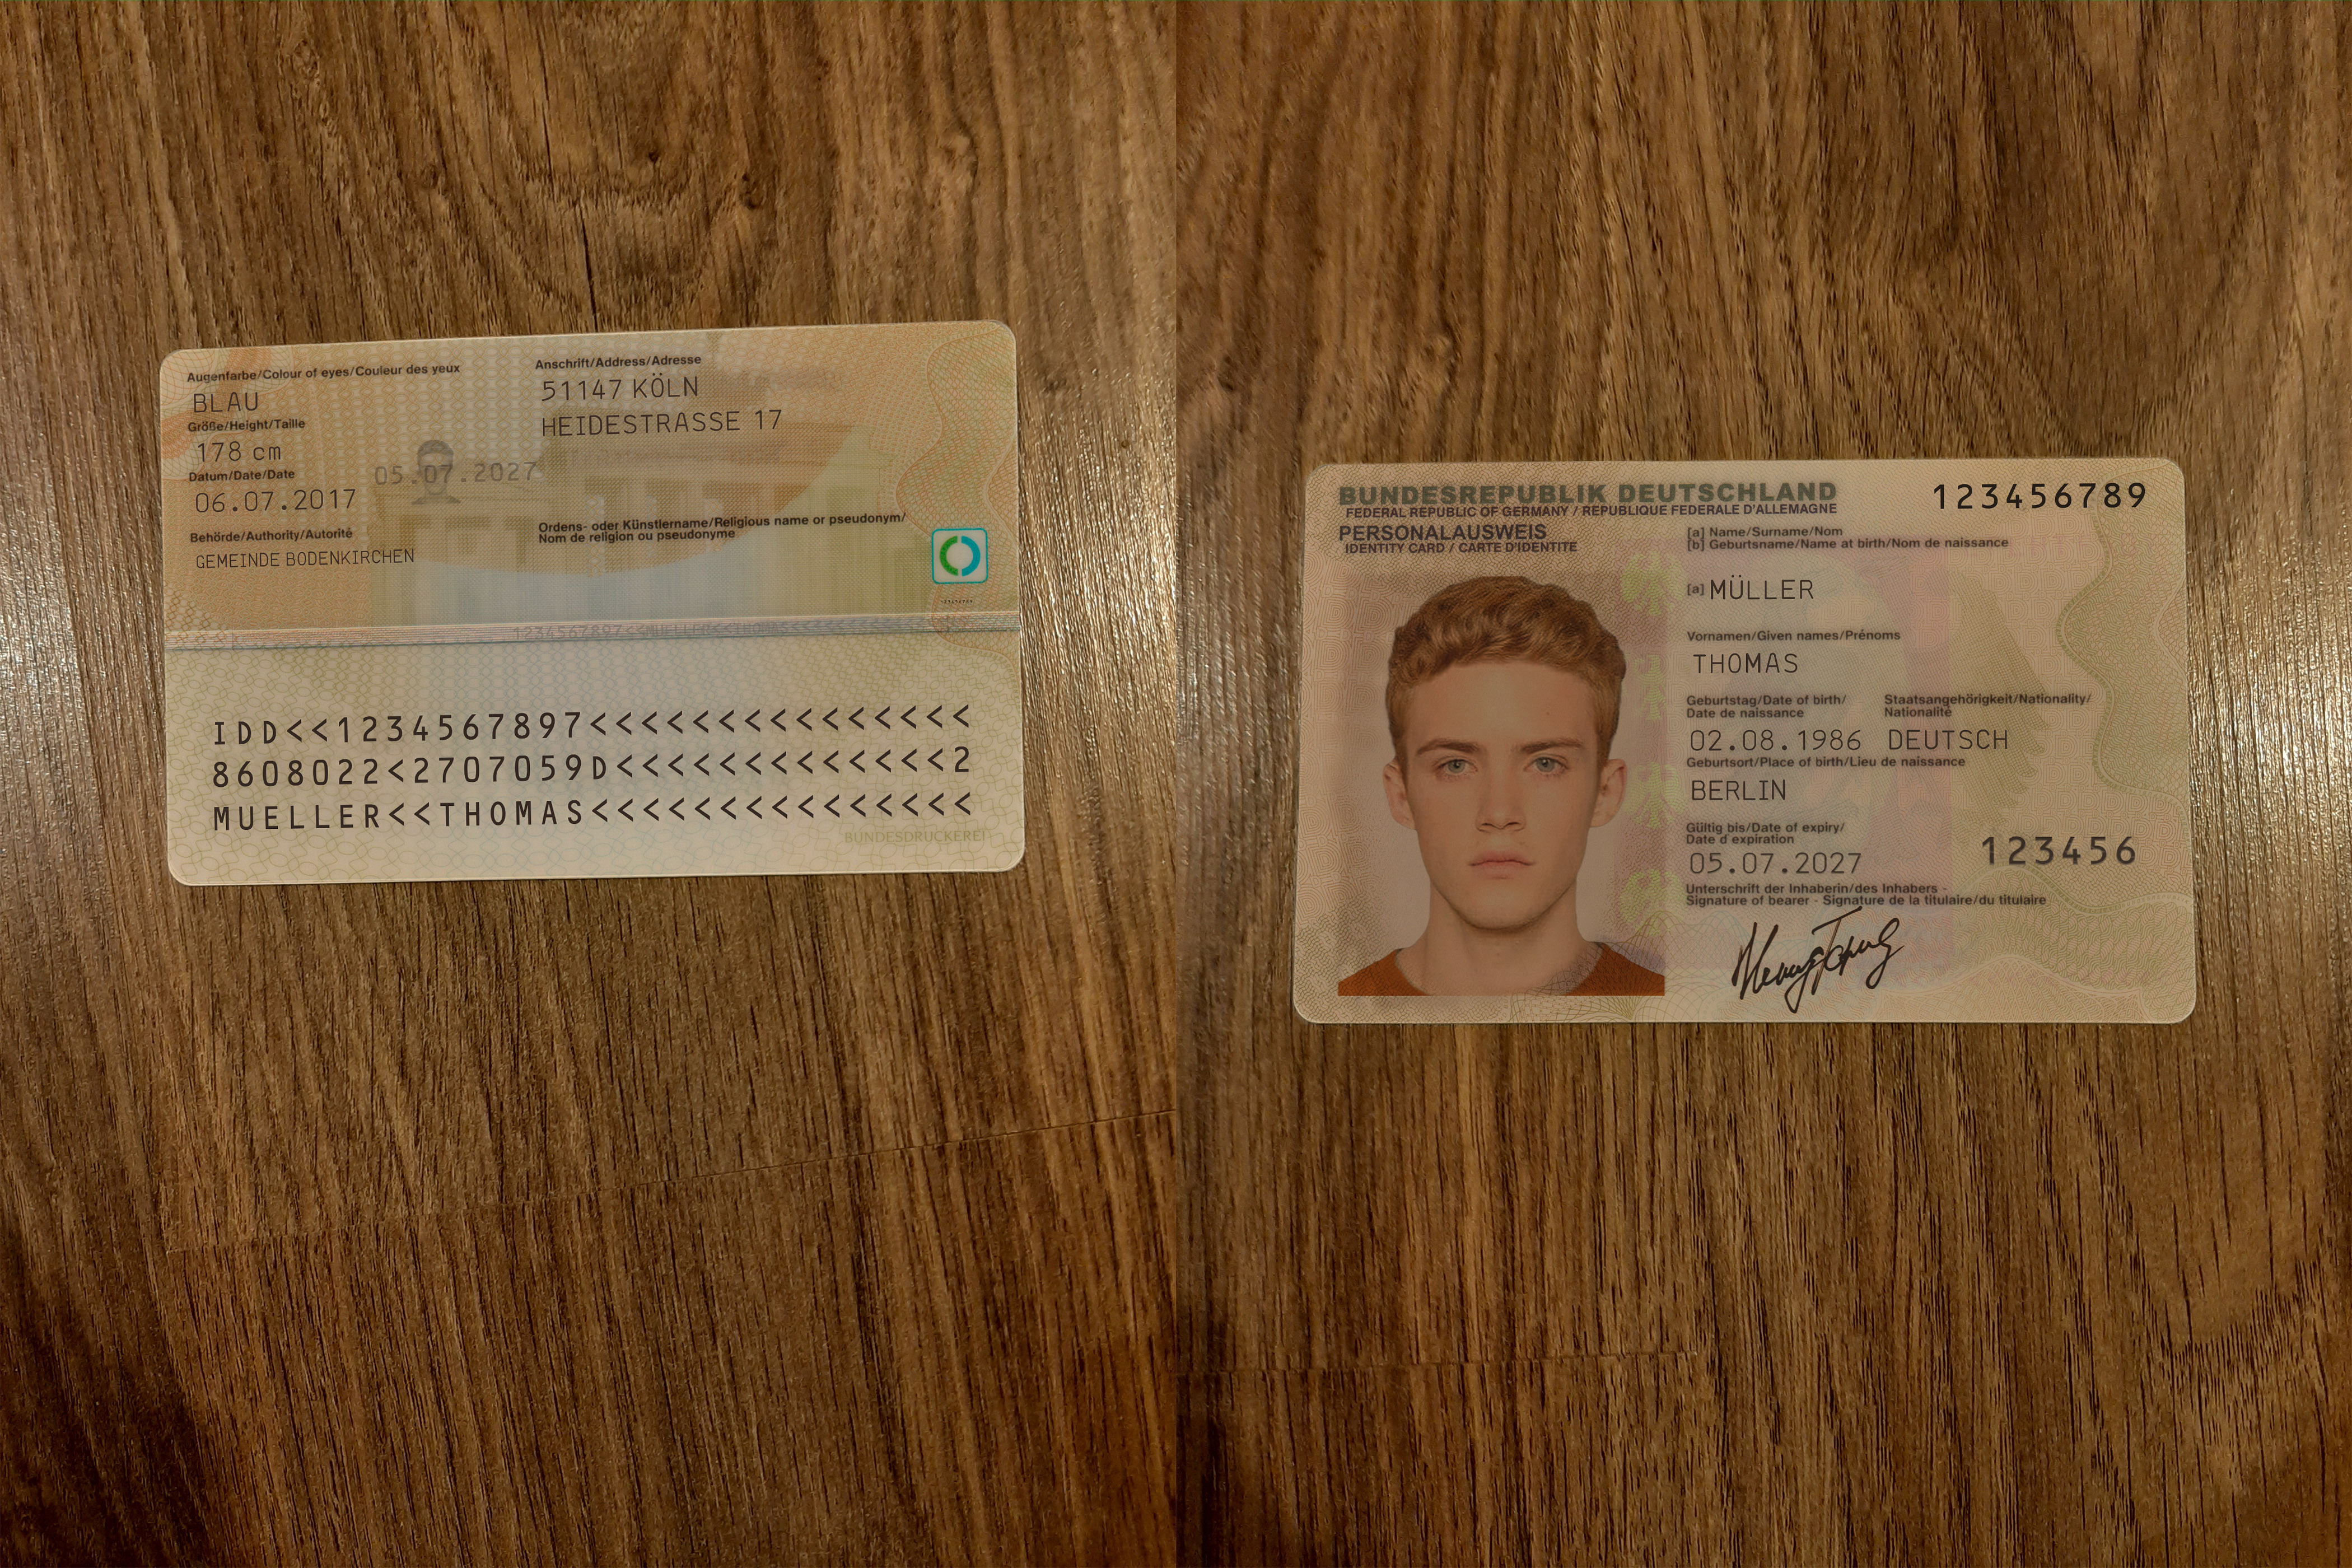 Augenfarbe/Colour of eyes/Couleur des yeux
BLAU
Größe/Height/Taille
178 cm
Datum/Date/Date
06.07.2017
05.07.2027
Behörde/Authority/Autorité
GEMEINDE BODENKIRCHEN
Anschrift/Address/Adresse
51147 KÖLN
HEIDESTRASSE 17
Ordens- oder Künstlername/Religious name or pseudonym/
Nom de religion ou pseudonyme
1234567897<<MUELLER<<THOMAS
IDD<<1234567897<<<<<<<<<<<<<<<
8608022<2707059D<<<<<<<<<<<<<2
MUELLER<<THOMAS<<<<<<<<<<<<<<<
BUNDESDRUCKEREI
BUNDESREPUBLIK DEUTSCHLAND
FEDERAL REPUBLIC OF GERMANY / REPUBLIQUE FEDERALE D'ALLEMAGNE
123456789
PERSONALAUSWEIS
IDENTITY CARD / CARTE D'IDENTITE
[a] Name/Surname/Nom
[b] Geburtsname/Name at birth/Nom de naissance
[a] MÜLLER
Vornamen/Given names/Prénoms
THOMAS
Geburtstag/Date of birth/
Date de naissance
Staatsangehörigkeit/Nationality/
Nationalité
02.08.1986 DEUTSCH
Geburtsort/Place of birth/Lieu de naissance
BERLIN
Gültig bis/Date of expiry/
Date d'expiration
05.07.2027
123456
Unterschrift der Inhaberin/des Inhabers -
Signature of bearer - Signature de la titulaire/du titulaire